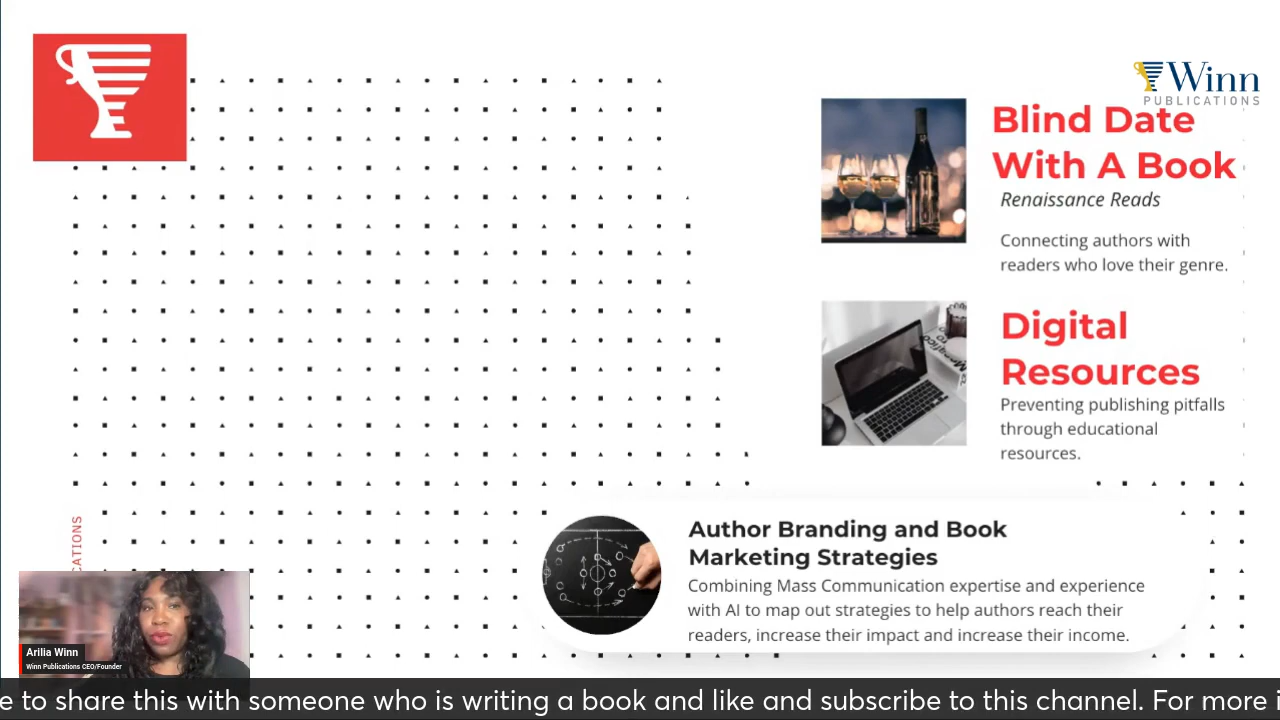 Winn
PUBLICATIONS
Blind Date
With A Book
Renaissance Reads
Connecting authors with
readers who love their genre.
Digital
Resources
Preventing publishing pitfalls
through educational
resources.
Author Branding and Book
Marketing Strategies
Combining Mass Communication expertise and experience
with AI to map out strategies to help authors reach their
readers, increase their impact and increase their income.
CATIONS
Arilia Winn
Winn Publications CEO/Founder
e to share this with someone who is writing a book and like and subscribe to this channel. For more i